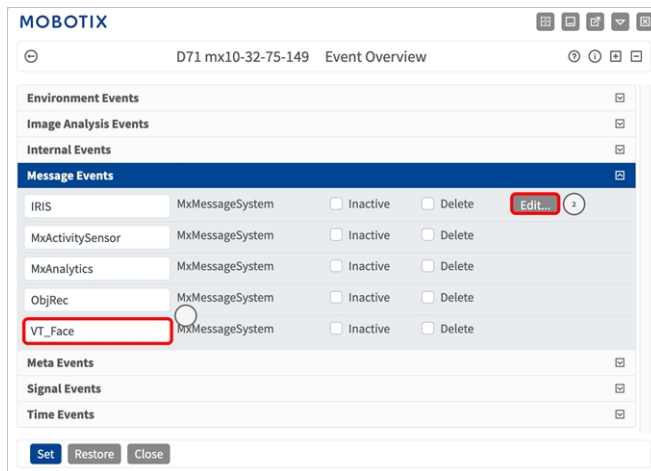 MOBOTIX
D71 mx10-32-75-149 Event Overview
Environment Events
Image Analysis Events
Internal Events
Message Events
IRIS MxMessageSystem Inactive Delete Edit... 2
MxActivitySensor MxMessageSystem Inactive Delete
MxAnalytics MxMessageSystem Inactive Delete
ObjRec MxMessageSystem Inactive Delete
VT_Face MxMessageSystem Inactive Delete
Meta Events
Signal Events
Time Events
Set Restore Close